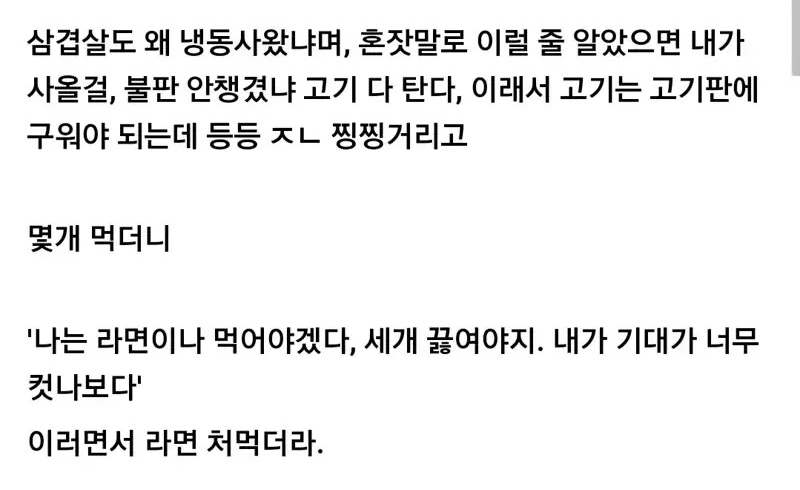 삼겹살도 왜 냉동사왔냐며, 혼잣말로 이럴 줄 알았으면 내가
사올걸, 불판 안챙겼냐 고기 다 탄다, 이래서 고기는 고기판에
구워야 되는데 등등 ㅈㄴ 찡찡거리고
몇개 먹더니
'나는 라면이나 먹어야겠다, 세개 끓여야지. 내가 기대가 너무
컷나보다'
이러면서 라면 처먹더라.